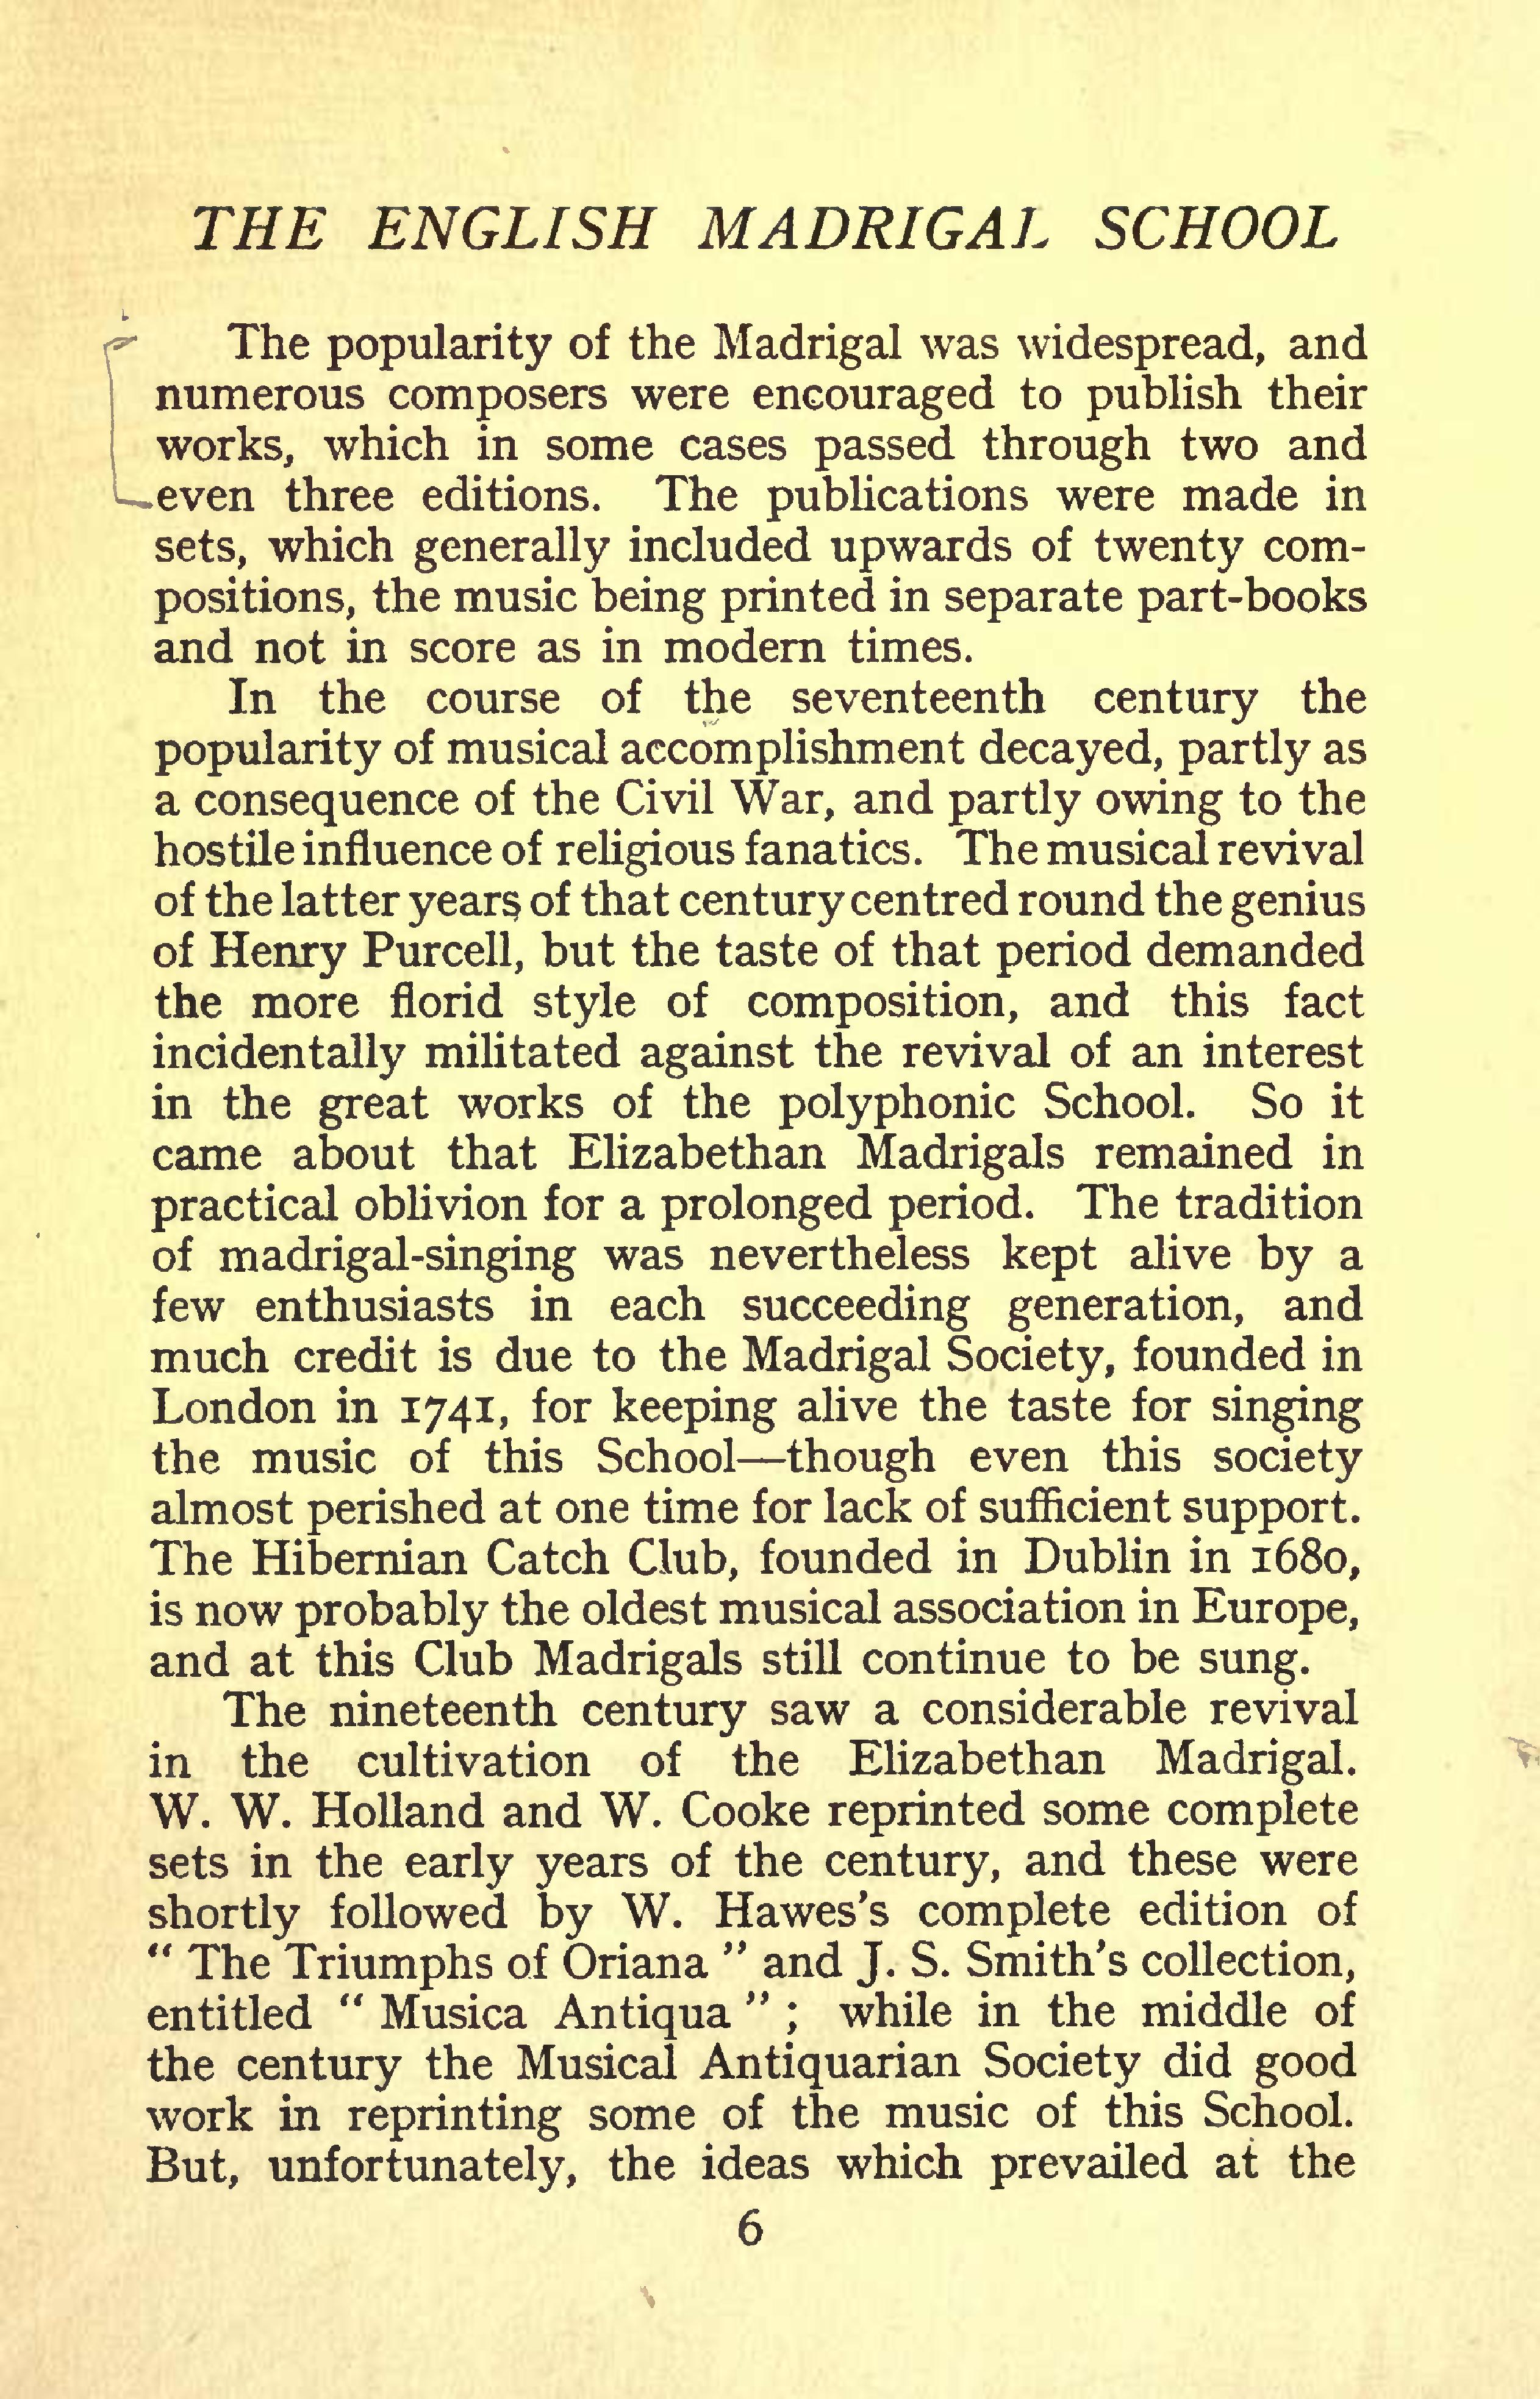 THE ENGLISH MADRIGAL SCHOOL
The popularity of the Madrigal was widespread, and
numerous composers were encouraged to publish their
works, which in some cases passed through two and
even three editions. The publications were made in
sets, which generally included upwards of twenty com-
positions, the music being printed in separate part-books
and not in score as in modern times.
In the course of the seventeenth century the
popularity of musical accomplishment decayed, partly as
a consequence of the Civil War, and partly owing to the
hostile influence of religious fanatics. The musical revival
of the latter years of that century centred round the genius
of Henry Purcell, but the taste of that period demanded
the more florid style of composition, and this fact
incidentally militated against the revival of an interest
in the great works of the polyphonic School. So it
came about that Elizabethan Madrigals remained in
practical oblivion for a prolonged period. The tradition
of madrigal-singing was nevertheless kept alive by a
few enthusiasts in each succeeding generation, and
much credit is due to the Madrigal Society, founded in
London in 1741, for keeping alive the taste for singing
the music of this School—though even this society
almost perished at one time for lack of sufficient support.
The Hibernian Catch Club, founded in Dublin in 1680,
is now probably the oldest musical association in Europe,
and at this Club Madrigals still continue to be sung.
The nineteenth century saw a considerable revival
in the cultivation of the Elizabethan Madrigal.
W. W. Holland and W. Cooke reprinted some complete
sets in the early years of the century, and these were
shortly followed by W. Hawes's complete edition of
" The Triumphs of Oriana " and J. S. Smith's collection,
entitled " Musica Antiqua " ; while in the middle of
the century the Musical Antiquarian Society did good
work in reprinting some of the music of this School.
But, unfortunately, the ideas which prevailed at the
6